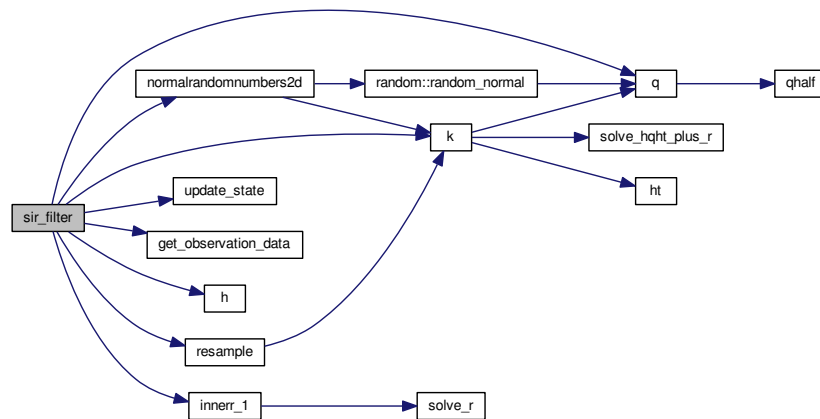 normalrandomnumbers2d
random::random_normal
q
qhalf
k
solve_hqht_plus_r
update_state
ht
sir_filter
get_observation_data
h
resample
innerr_1
solve_r